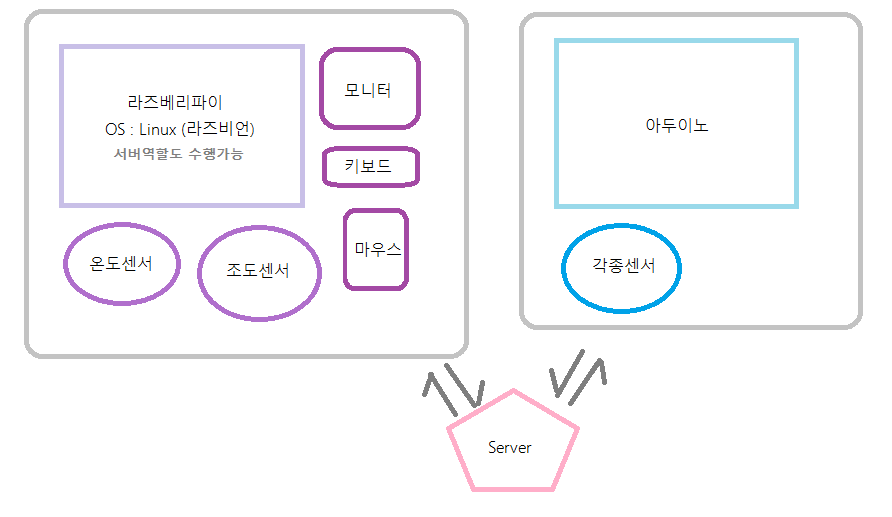 라즈베리파이
OS : Linux (라즈비언)
서버역할도 수행가능
모니터
키보드
마우스
온도센서
조도센서
아두이노
각종센서
Server